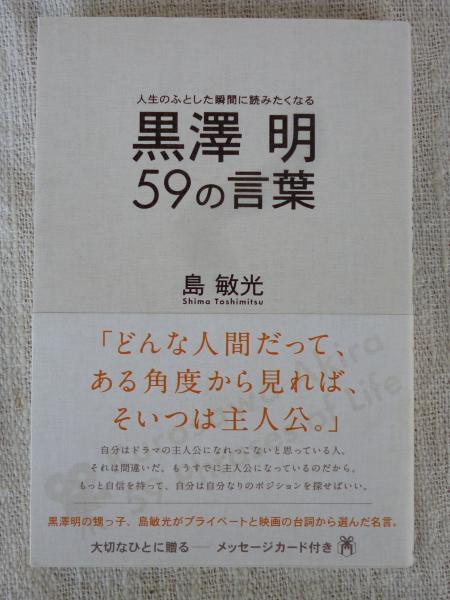 人生のふとした瞬間に読みたくなる
黒澤 明
59の言葉
島 敏光
Shima Toshimitsu
「どんな人間だって、
ある角度から見れば、
そいつは主人公。」
自分はドラマの主人公になれっこないと思っている人。
それは間違いだ。もうすでに主人公になっているのだから。
もっと自信を持って、自分は自分なりのポジションを探せばいい。
黒澤明の甥っ子、島敏光がプライベートと映画の台詞から選んだ名言。
大切なひとに贈る── メッセージカード付き